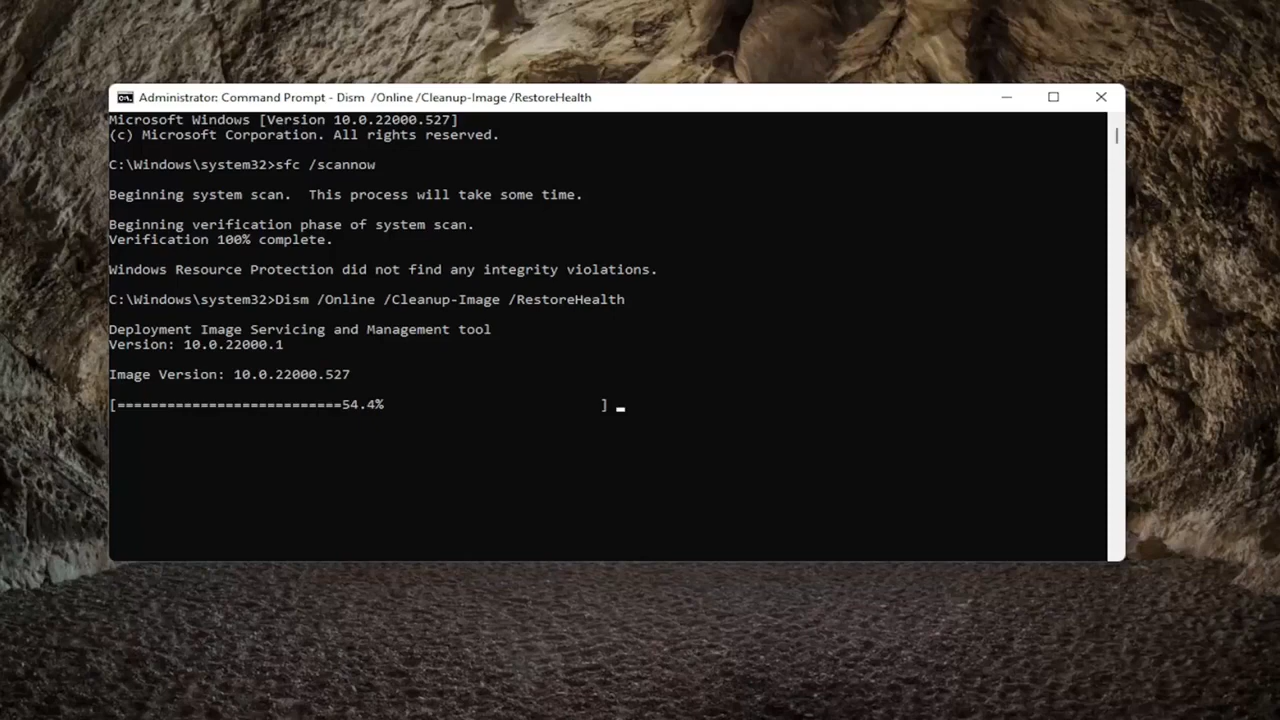 Administrator: Command Prompt - Dism  /Online /Cleanup-Image /RestoreHealth
Microsoft Windows [Version 10.0.22000.527]
(c) Microsoft Corporation. All rights reserved.
C:\Windows\system32>sfc /scannow
Beginning system scan.  This process will take some time.
Beginning verification phase of system scan.
Verification 100% complete.
Windows Resource Protection did not find any integrity violations.
C:\Windows\system32>Dism /Online /Cleanup-Image /RestoreHealth
Deployment Image Servicing and Management tool
Version: 10.0.22000.1
Image Version: 10.0.22000.527
[===========================54.4%                          ]